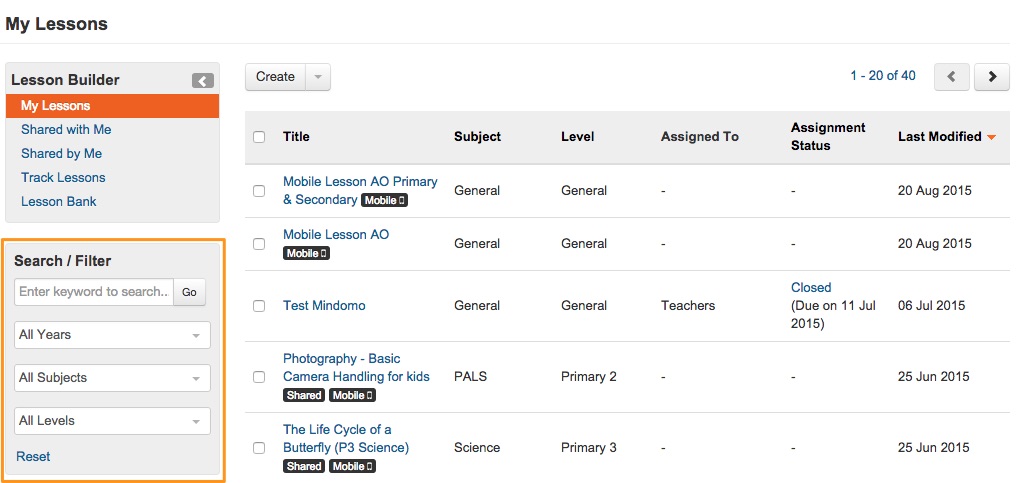 My Lessons
Lesson Builder
My Lessons
Shared with Me
Shared by Me
Track Lessons
Lesson Bank
Search / Filter
Enter keyword to search... Go
All Years
All Subjects
All Levels
Reset
Create 1 - 20 of 40
Title Subject Level Assigned To Assignment Status Last Modified
Mobile Lesson AO Primary
& Secondary Mobile
General General - - 20 Aug 2015
Mobile Lesson AO
Mobile
General General - - 20 Aug 2015
Test Mindomo General General Teachers
Closed
(Due on 11 Jul
2015)
06 Jul 2015
Photography - Basic
Camera Handling for kids
Shared Mobile
PALS Primary 2 - - 25 Jun 2015
The Life Cycle of a
Butterfly (P3 Science)
Shared Mobile
Science Primary 3 - - 25 Jun 2015